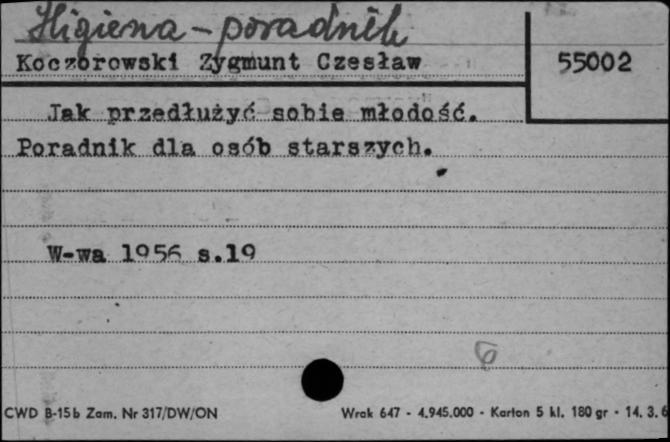 Higiena - poradnik
Koczorowski Zygmunt Czesław
55002
Jak przedłużyć sobie młodość.
Poradnik dla osób starszych.
W-wa 1956 s.19
6
CWD B-15b Zam. Nr 317/DW/ON
Wrak 647 - 4.945.000 - Karton 5 kl. 180 gr - 14. 3. 6